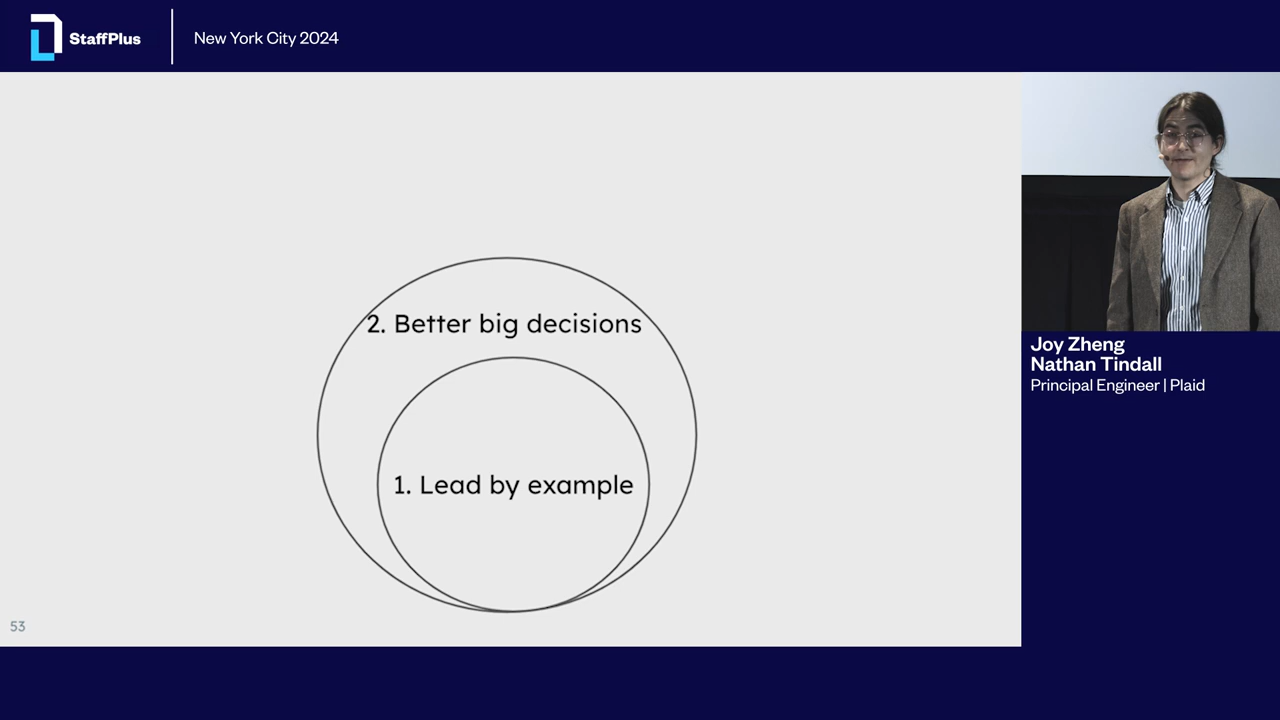 StaffPlus
New York City 2024
2. Better big decisions
1. Lead by example
53
Joy Zheng
Nathan Tindall
Principal Engineer | Plaid